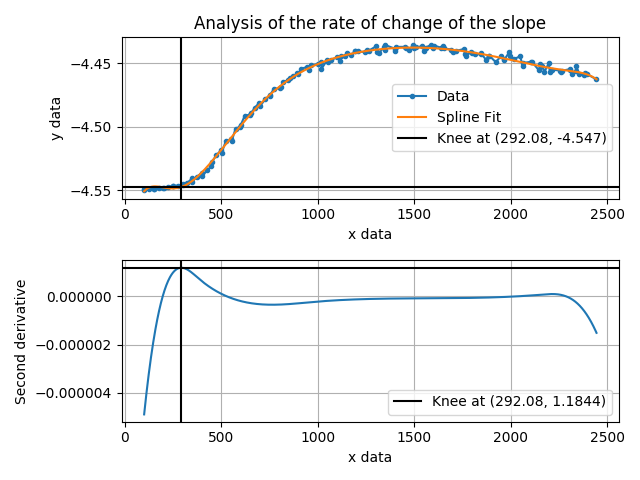 Analysis of the rate of change of the slope
−4.45
−4.50
−4.55
y data
Data
Spline Fit
Knee at (292.08, -4.547)
0
500
1000
1500
2000
2500
x data
0.000000
−0.000002
−0.000004
Second derivative
Knee at (292.08, 1.1844)
0
500
1000
1500
2000
2500
x data